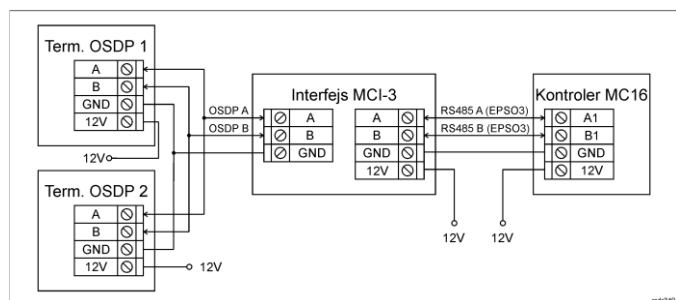 Term. OSDP 1
A
B
GND
12V
12V
Term. OSDP 2
A
B
GND
12V
12V
OSDP A
OSDP B
Interfejs MCI-3
A
B
GND
A
B
GND
12V
12V
RS485 A (EPSO3)
RS485 B (EPSO3)
Kontroler MC16
A1
B1
GND
12V
12V